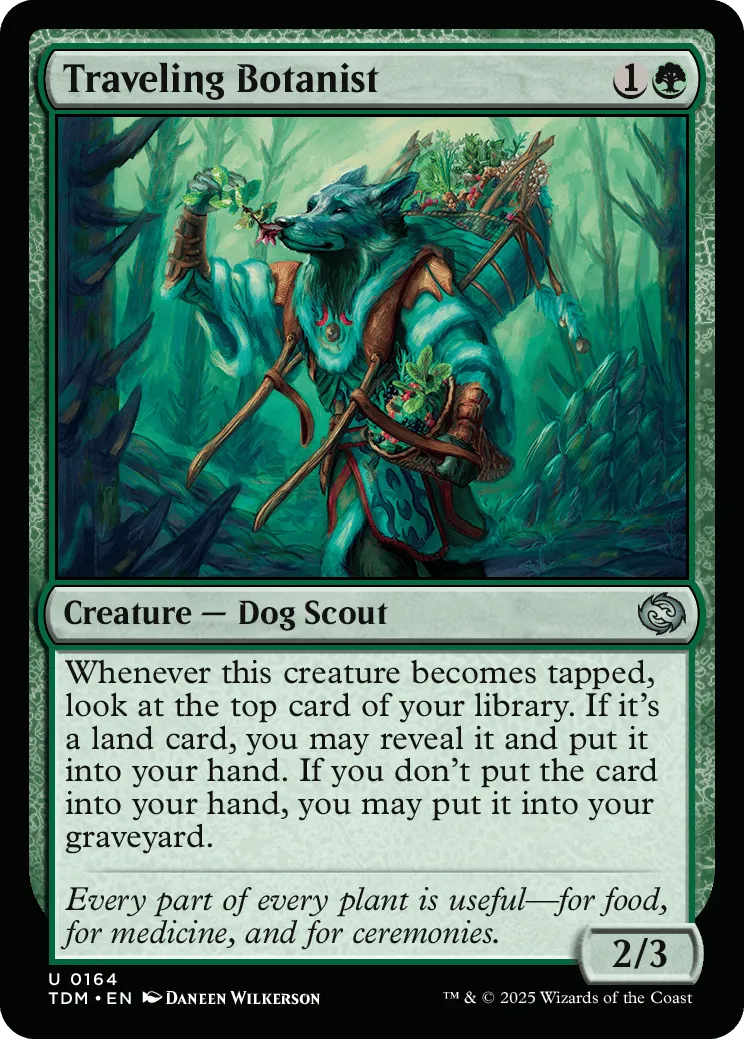 Traveling Botanist 1
Creature — Dog Scout
Whenever this creature becomes tapped,
look at the top card of your library. If it's
a land card, you may reveal it and put it
into your hand. If you don't put the card
into your hand, you may put it into your
graveyard.
Every part of every plant is useful—for food,
for medicine, and for ceremonies.
2/3
U 0164
TDM • EN DANEEN WILKERSON ™ & © 2025 Wizards of the Coast